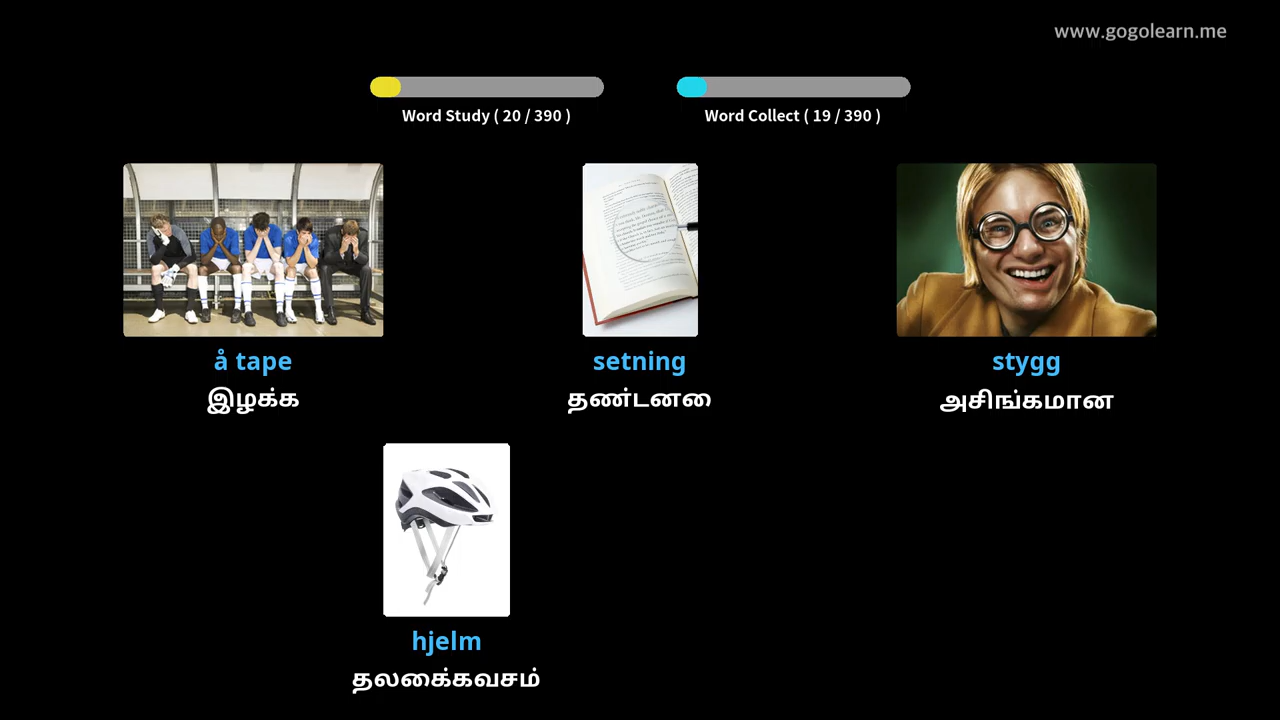 www.gogolearn.me
Word Study ( 20 / 390 )
Word Collect ( 19 / 390 )
å tape
இழக்க
setning
தண்டனை
stygg
அசிங்கமான
hjelm
தலைக்கவசம்